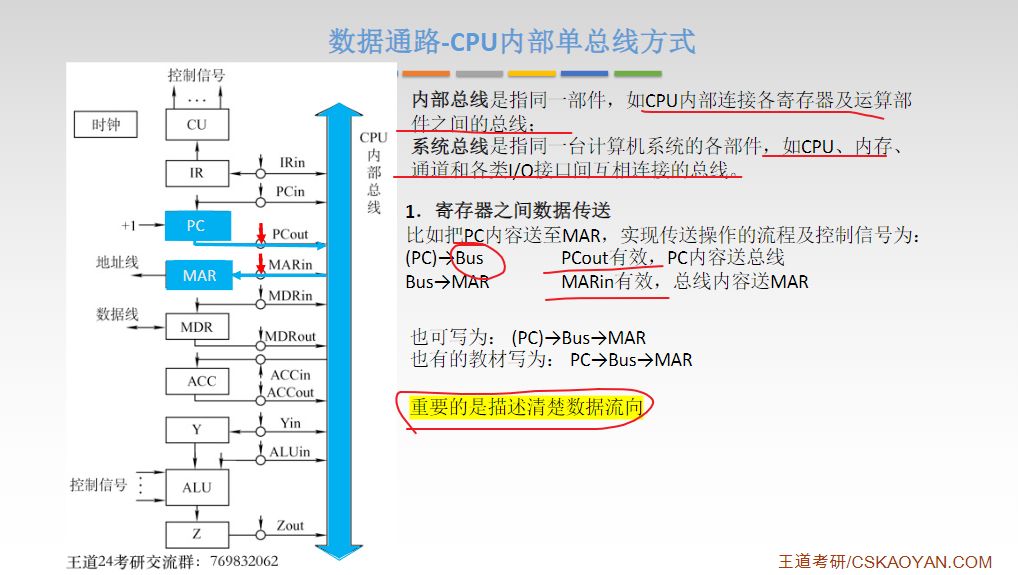 数据通路-CPU内部单总线方式
控制信号
…
CU
时钟
CPU
内
部
总
线
IR
IRin
PCin
+1
PC
PCout
地址线
MAR
MARin
MDRin
数据线
MDR
MDRout
ACC
ACCin
ACCout
Y
Yin
ALUin
控制信号
ALU
Z
Zout
王道24考研交流群：769832062
内部总线是指同一部件，如CPU内部连接各寄存器及运算部
件之间的总线；
系统总线是指同一台计算机系统的各部件，如CPU、内存、
通道和各类I/O接口间互相连接的总线。
1．寄存器之间数据传送
比如把PC内容送至MAR，实现传送操作的流程及控制信号为：
(PC)→Bus PCout有效，PC内容送总线
Bus→MAR MARin有效，总线内容送MAR
也可写为： (PC)→Bus→MAR
也有的教材写为： PC→Bus→MAR
重要的是描述清楚数据流向
王道考研/CSKAOYAN.COM